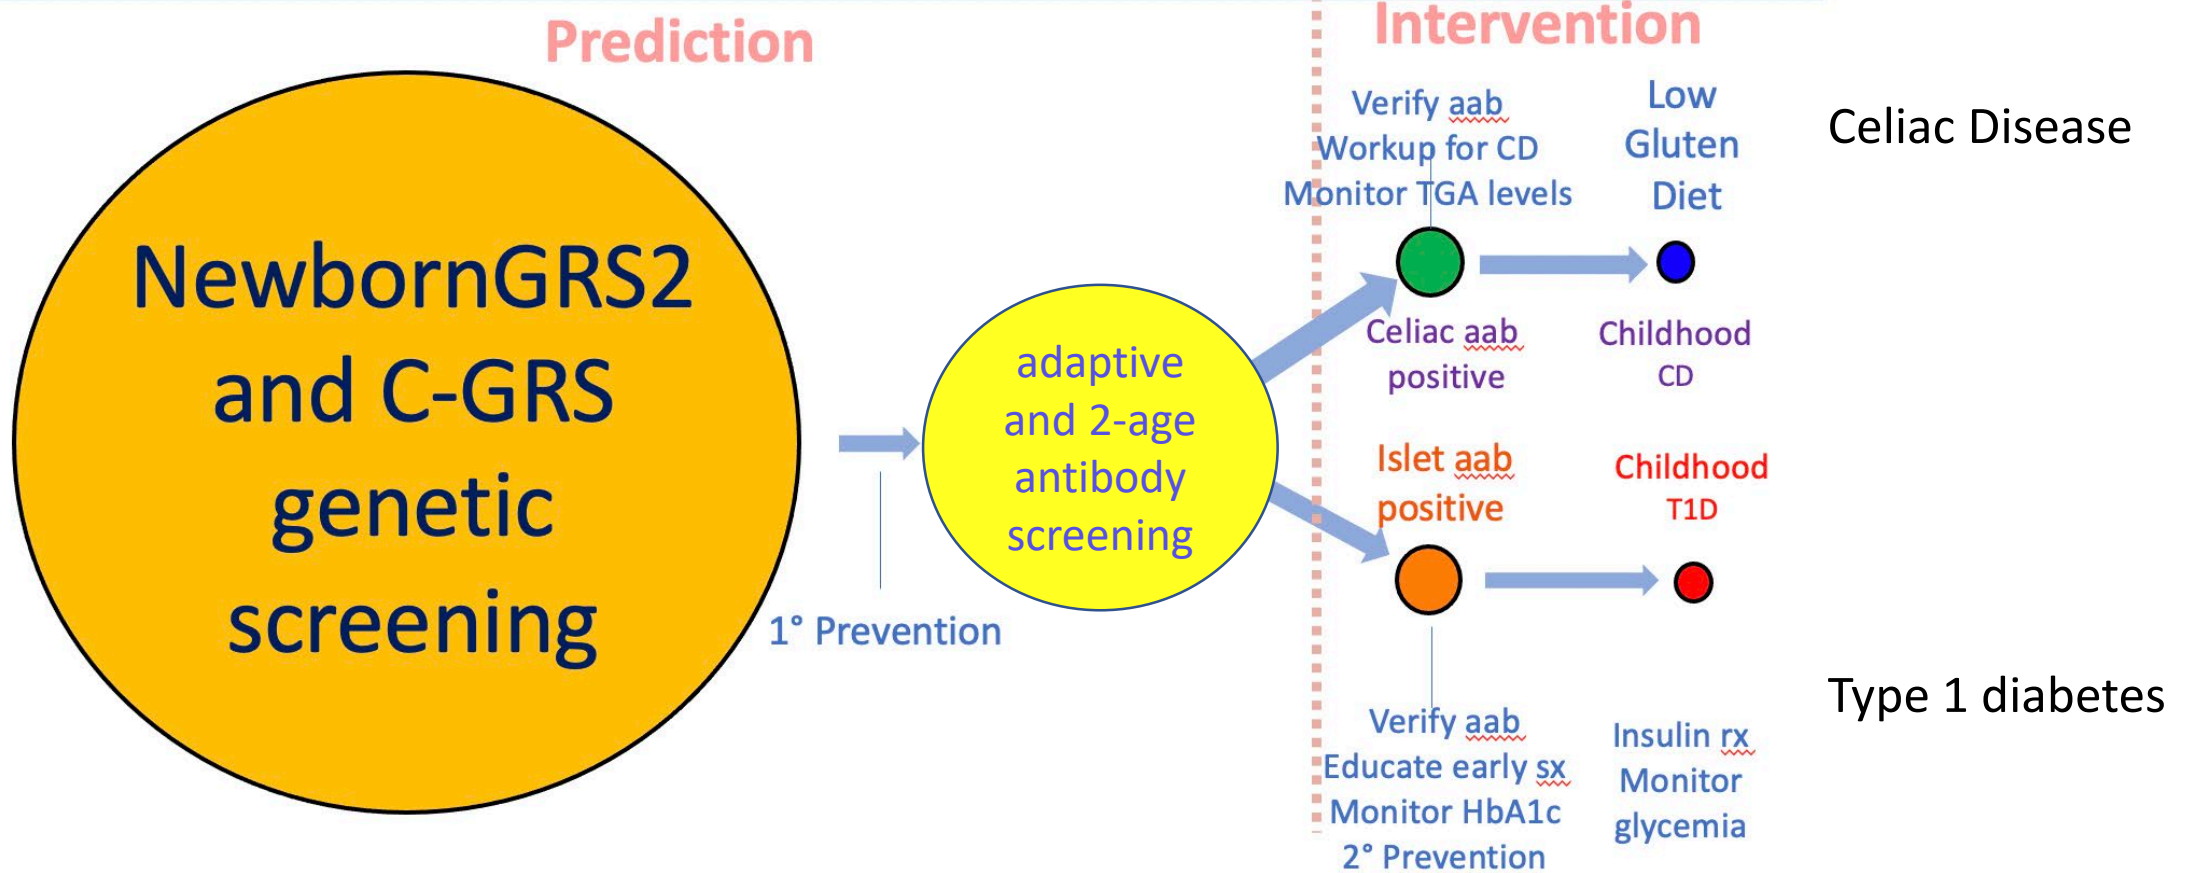 Prediction
Intervention
NewbornGRS2
and C-GRS
genetic
screening
1° Prevention
adaptive
and 2-age
antibody
screening
Verify aab
Workup for CD
Monitor TGA levels
Low
Gluten
Diet
Celiac Disease
Celiac aab
positive
Childhood
CD
Islet aab
positive
Childhood
T1D
Verify aab
Educate early sx
Monitor HbA1c
2° Prevention
Insulin rx
Monitor
glycemia
Type 1 diabetes